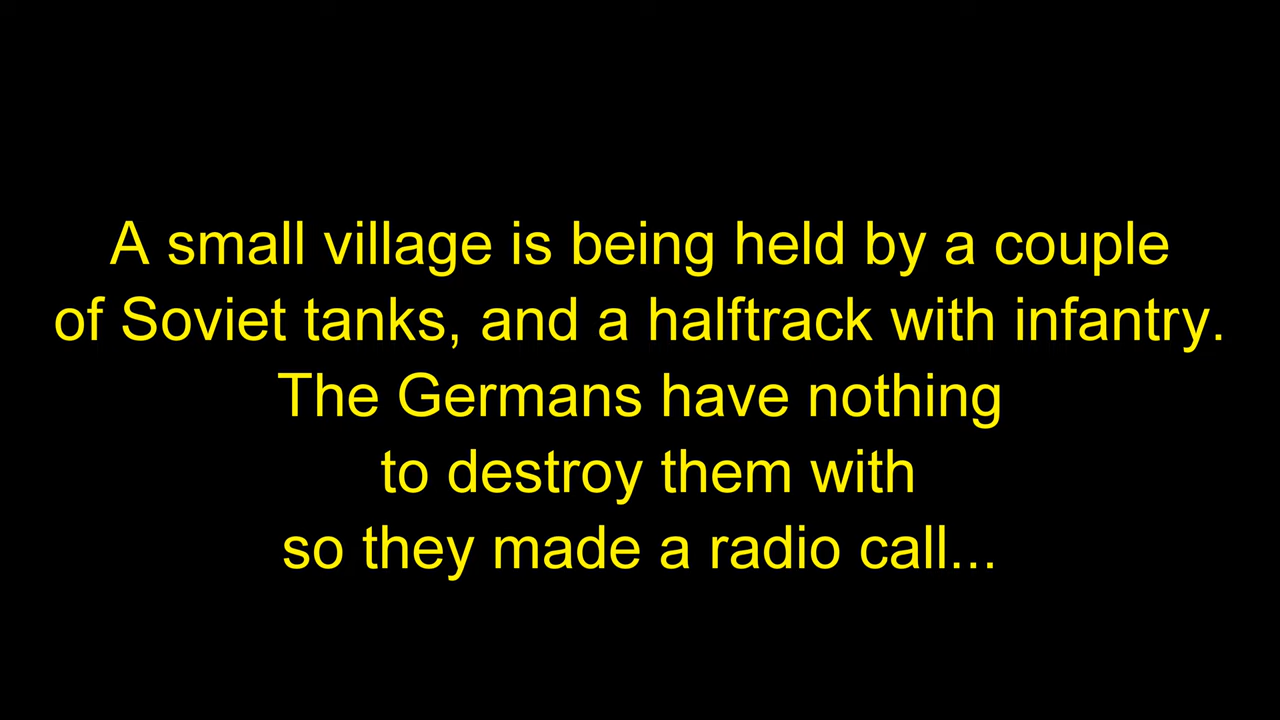 A small village is being held by a couple
of Soviet tanks, and a halftrack with infantry.
The Germans have nothing
to destroy them with
so they made a radio call...